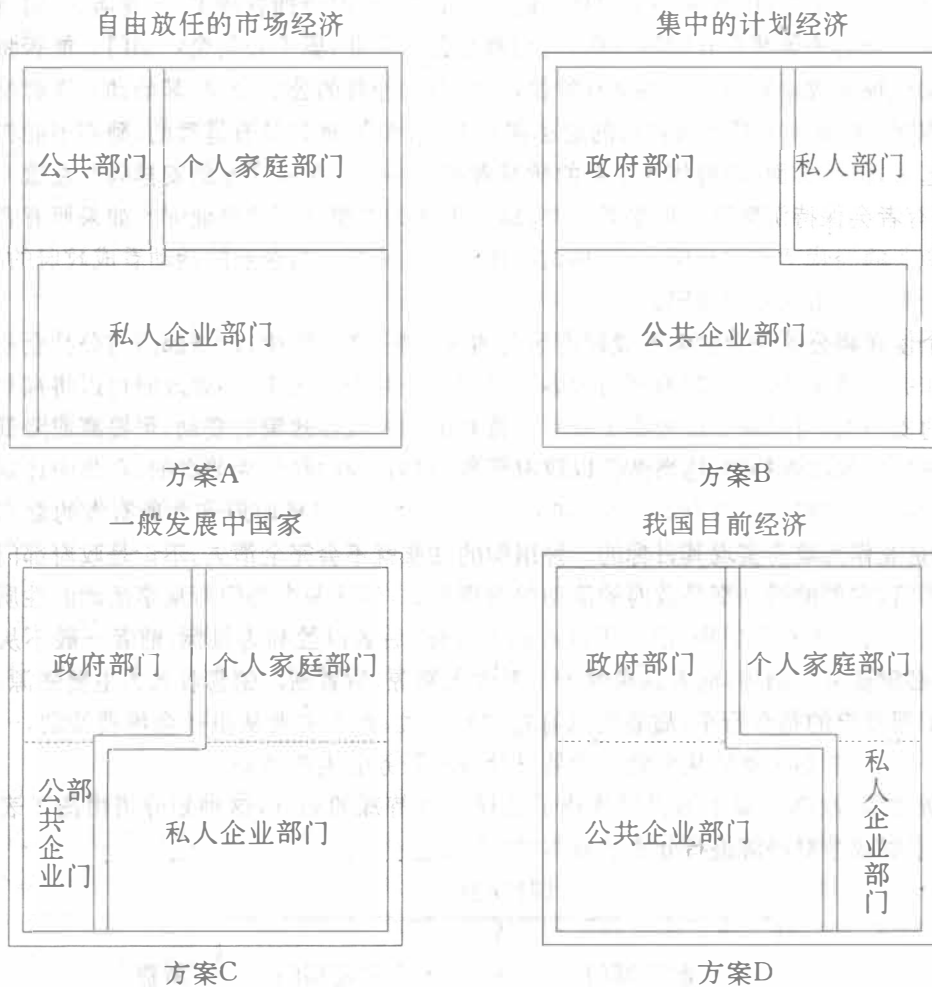 自由放任的市场经济
集中的计划经济
公共部门
个人家庭部门
政府部门
私人部门
私人企业部门
公共企业部门
方案A
方案B
一般发展中国家
我国目前经济
政府部门
个人家庭部门
政府部门
个人家庭部门
公共企业部门
私人企业部门
公共企业部门
私人企业部门
方案C
方案D